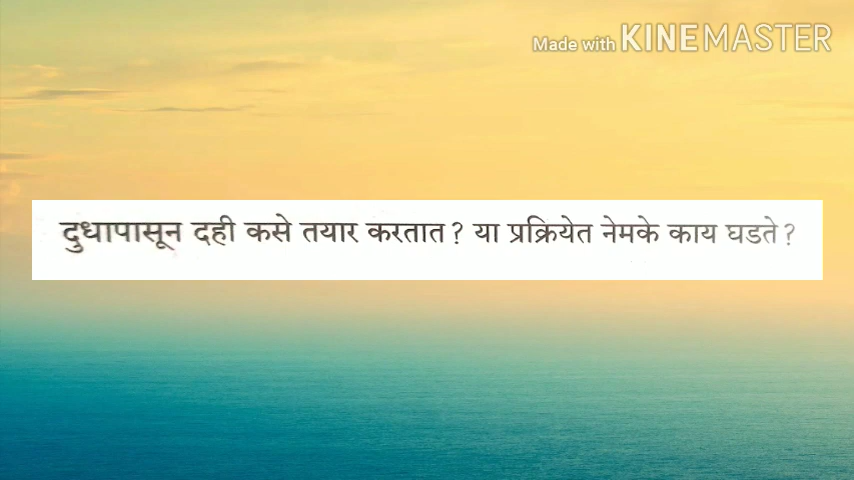 Made with KINEMASTER
दुधापासून दही कसे तयार करतात? या प्रक्रियेत नेमके काय घडते?